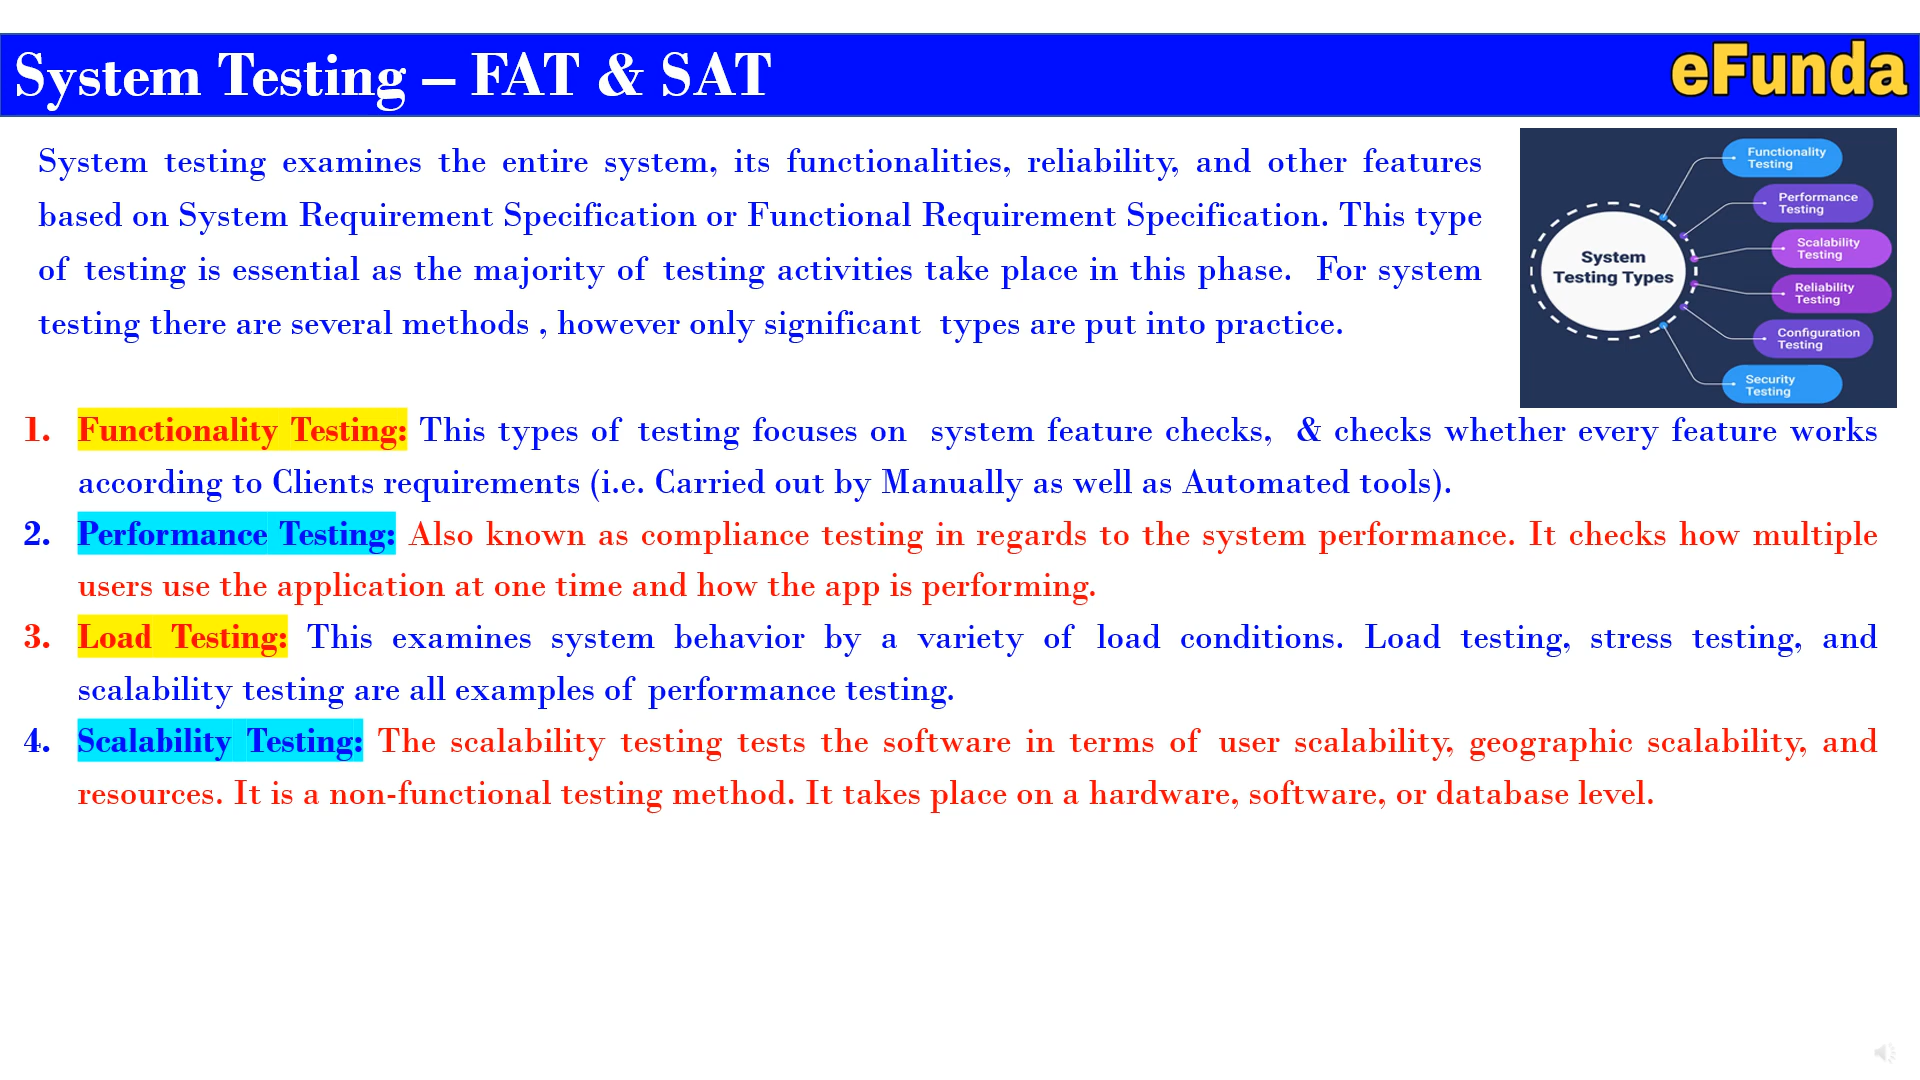 System Testing – FAT & SAT
eFunda
System testing examines the entire system, its functionalities, reliability, and other features
based on System Requirement Specification or Functional Requirement Specification. This type
of testing is essential as the majority of testing activities take place in this phase. For system
testing there are several methods , however only significant types are put into practice.
System
Testing Types
Functionality
Testing
Performance
Testing
Scalability
Testing
Reliability
Testing
Configuration
Testing
Security
Testing
1. Functionality Testing: This types of testing focuses on system feature checks, & checks whether every feature works
according to Clients requirements (i.e. Carried out by Manually as well as Automated tools).
2. Performance Testing: Also known as compliance testing in regards to the system performance. It checks how multiple
users use the application at one time and how the app is performing.
3. Load Testing: This examines system behavior by a variety of load conditions. Load testing, stress testing, and
scalability testing are all examples of performance testing.
4. Scalability Testing: The scalability testing tests the software in terms of user scalability, geographic scalability, and
resources. It is a non-functional testing method. It takes place on a hardware, software, or database level.